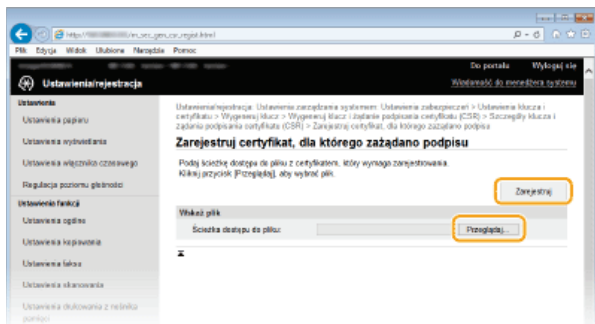 http://
/m_sec_gen_csr_regist.html
Plik Edycja Widok Ulubione Narzędzia Pomoc
Do portalu Wyloguj się
Ustawienia/rejestracja
Wiadomość do menedżera systemu
Ustawienia
Ustawienia papieru
Ustawienia wyświetlania
Ustawienia włącznika czasowego
Regulacja poziomu głośności
Ustawienia funkcji
Ustawienia ogólne
Ustawienia kopiowania
Ustawienia faksu
Ustawienia skanowania
Ustawienia drukowania z nośnika pamięci
Ustawienia/rejestracja: Ustawienia zarządzania systemem: Ustawienia zabezpieczeń > Ustawienia klucza i
certyfikatu > Wygeneruj klucz > Wygeneruj klucz i żądanie podpisania certyfikatu (CSR) > Szczegóły klucza i
żądania podpisania certyfikatu (CSR) > Zarejestruj certyfikat, dla którego zażądano podpisu
Zarejestruj certyfikat, dla którego zażądano podpisu
Podaj ścieżkę dostępu do pliku z certyfikatem, który wymaga zarejestrowania.
Kliknij przycisk [Przeglądaj], aby wybrać plik.
Zarejestruj
Wskaż plik
Ścieżka dostępu do pliku: Przeglądaj...